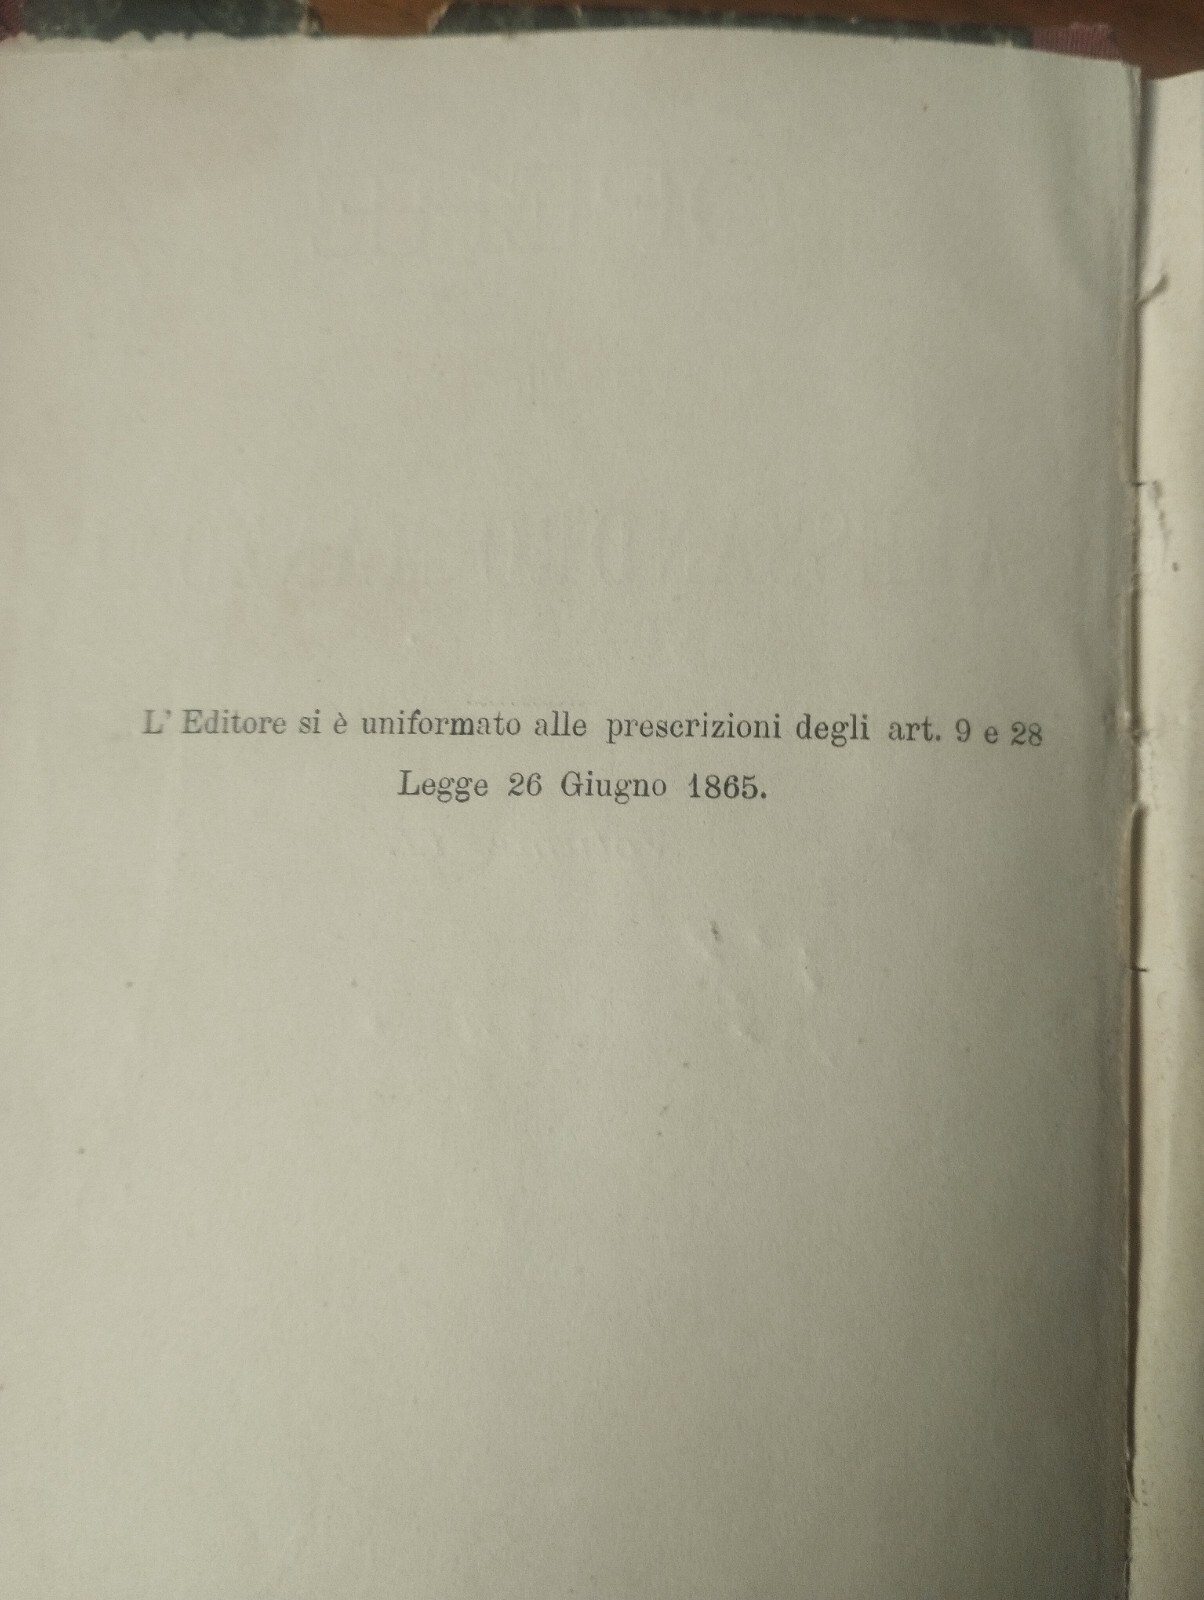 L' Editore si è uniformato alle prescrizioni degli art. 9 e 28
Legge 26 Giugno 1865.